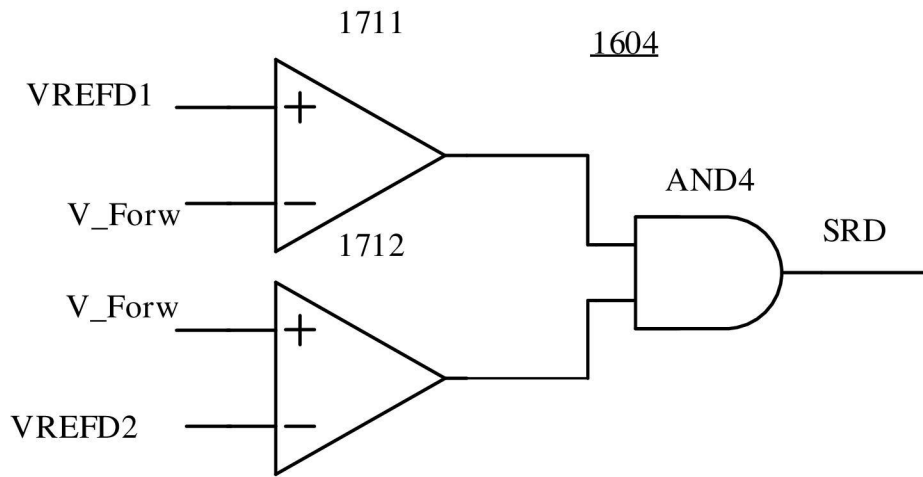 1711
1604
VREFD1
+
AND4
V_Forw
−
SRD
1712
V_Forw
+
VREFD2
−